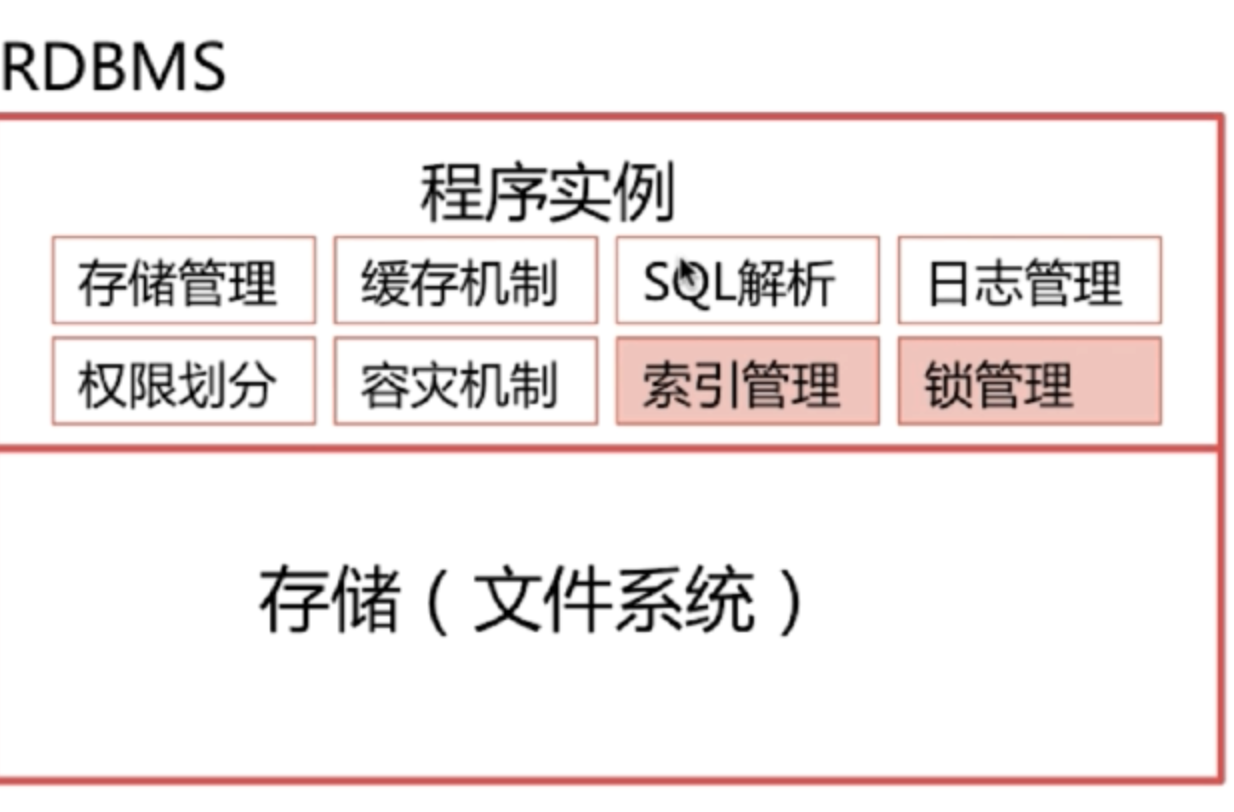 RDBMS
程序实例
存储管理 缓存机制 SQL解析 日志管理
权限划分 容灾机制 索引管理 锁管理
存储（文件系统）